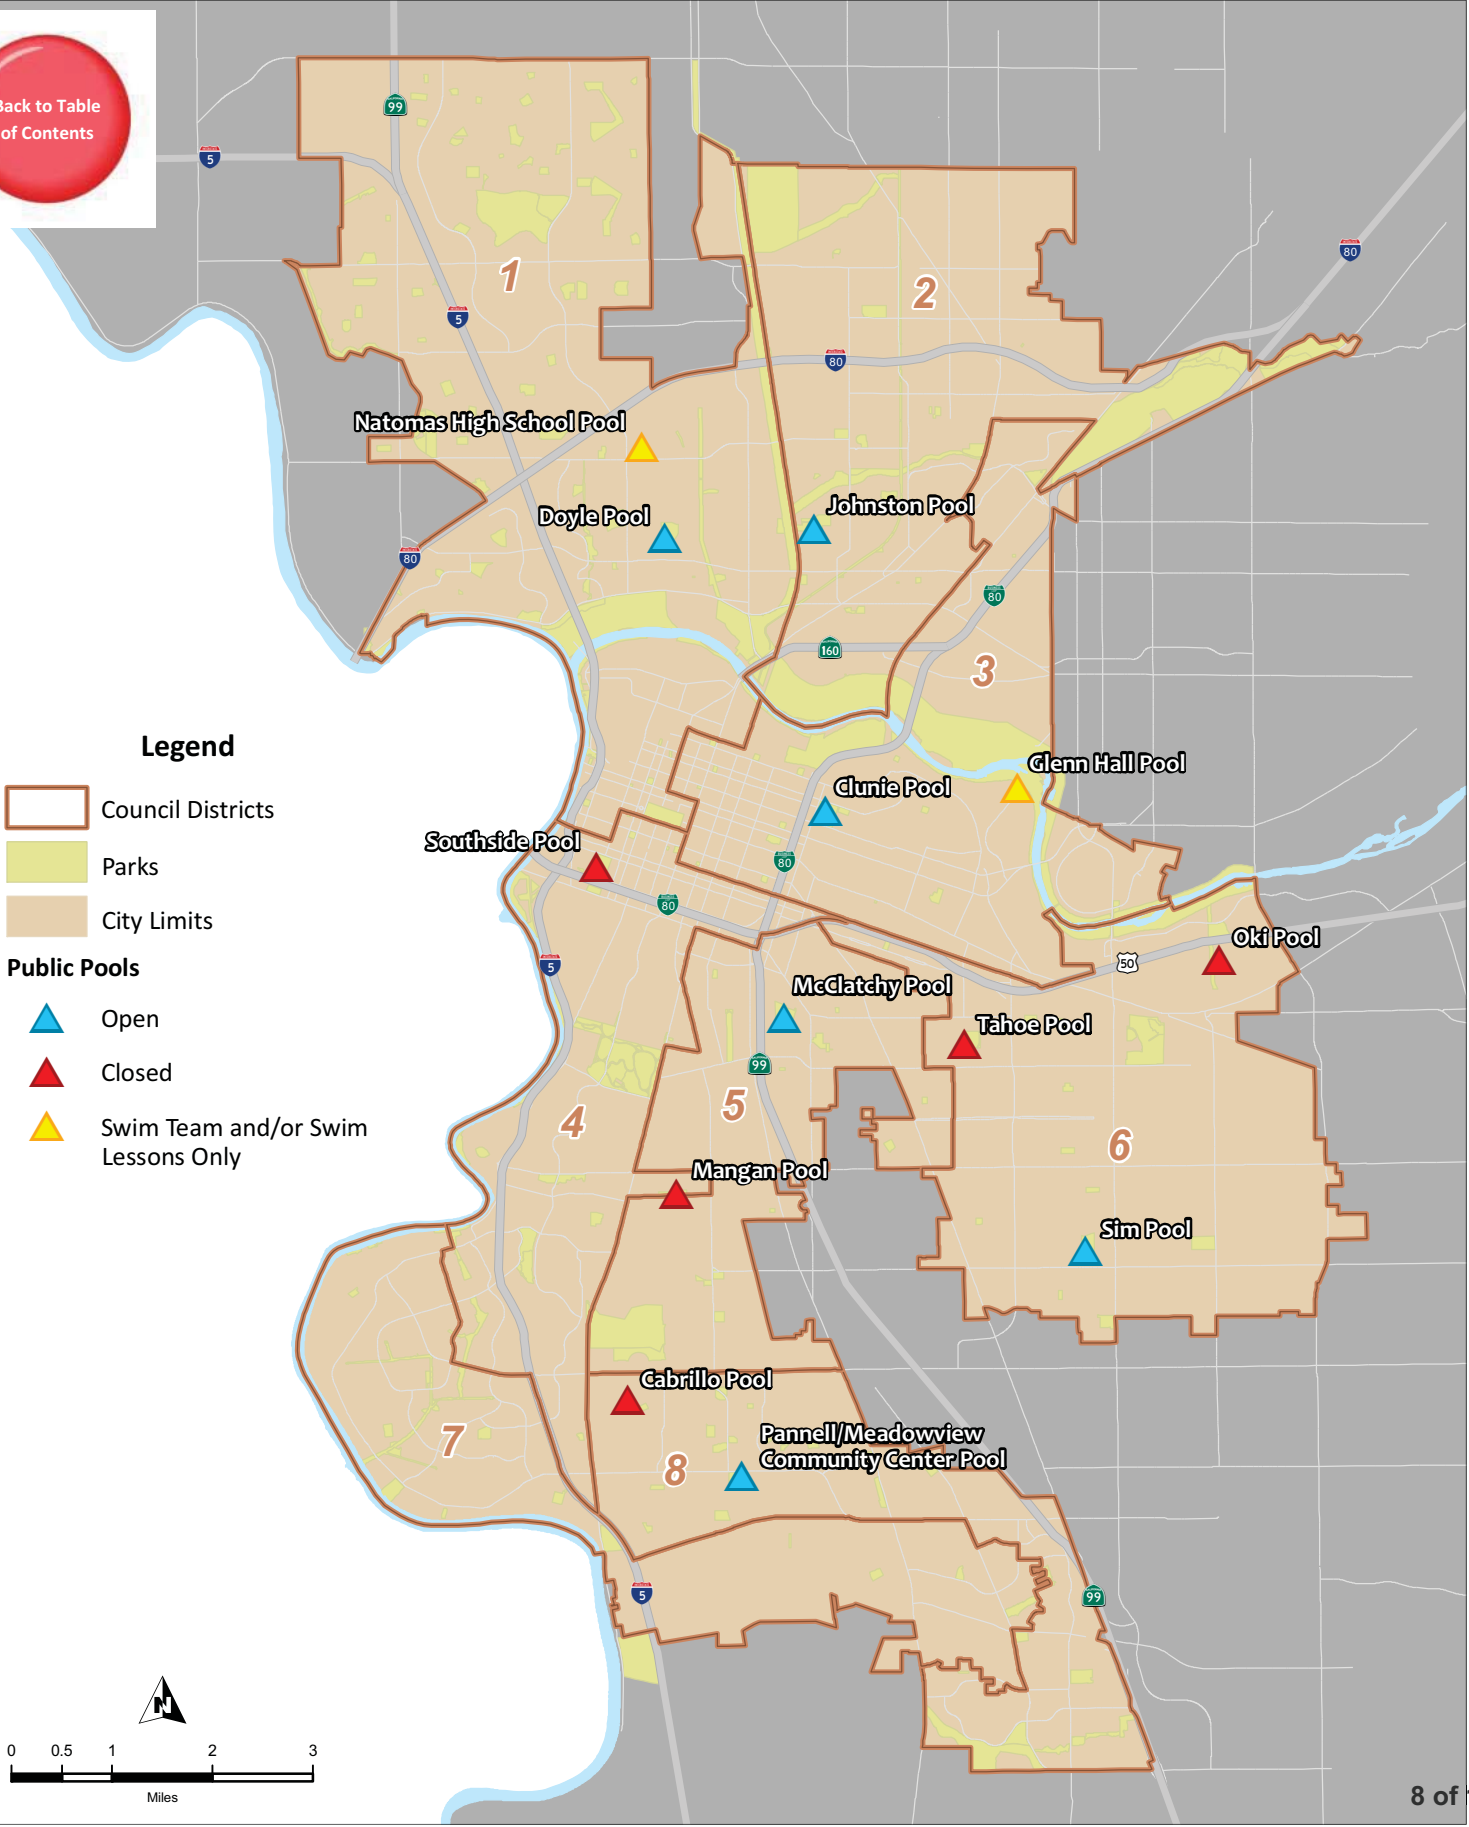 Back to Table
of Contents
99
5
1
2
80
5
80
Natomas High School Pool
Johnston Pool
Doyle Pool
80
80
160
3
Legend
Glenn Hall Pool
Clunie Pool
Council Districts
Southside Pool
80
Parks
80
City Limits
Oki Pool
50
5
Public Pools
McClatchy Pool
Open
Tahoe Pool
99
Closed
5
4
6
Swim Team and/or Swim
Lessons Only
Mangan Pool
Sim Pool
Cabrillo Pool
7
Pannell/Meadowview
Community Center Pool
8
5
99
N
0 0.5 1 2 3
Miles
8 of